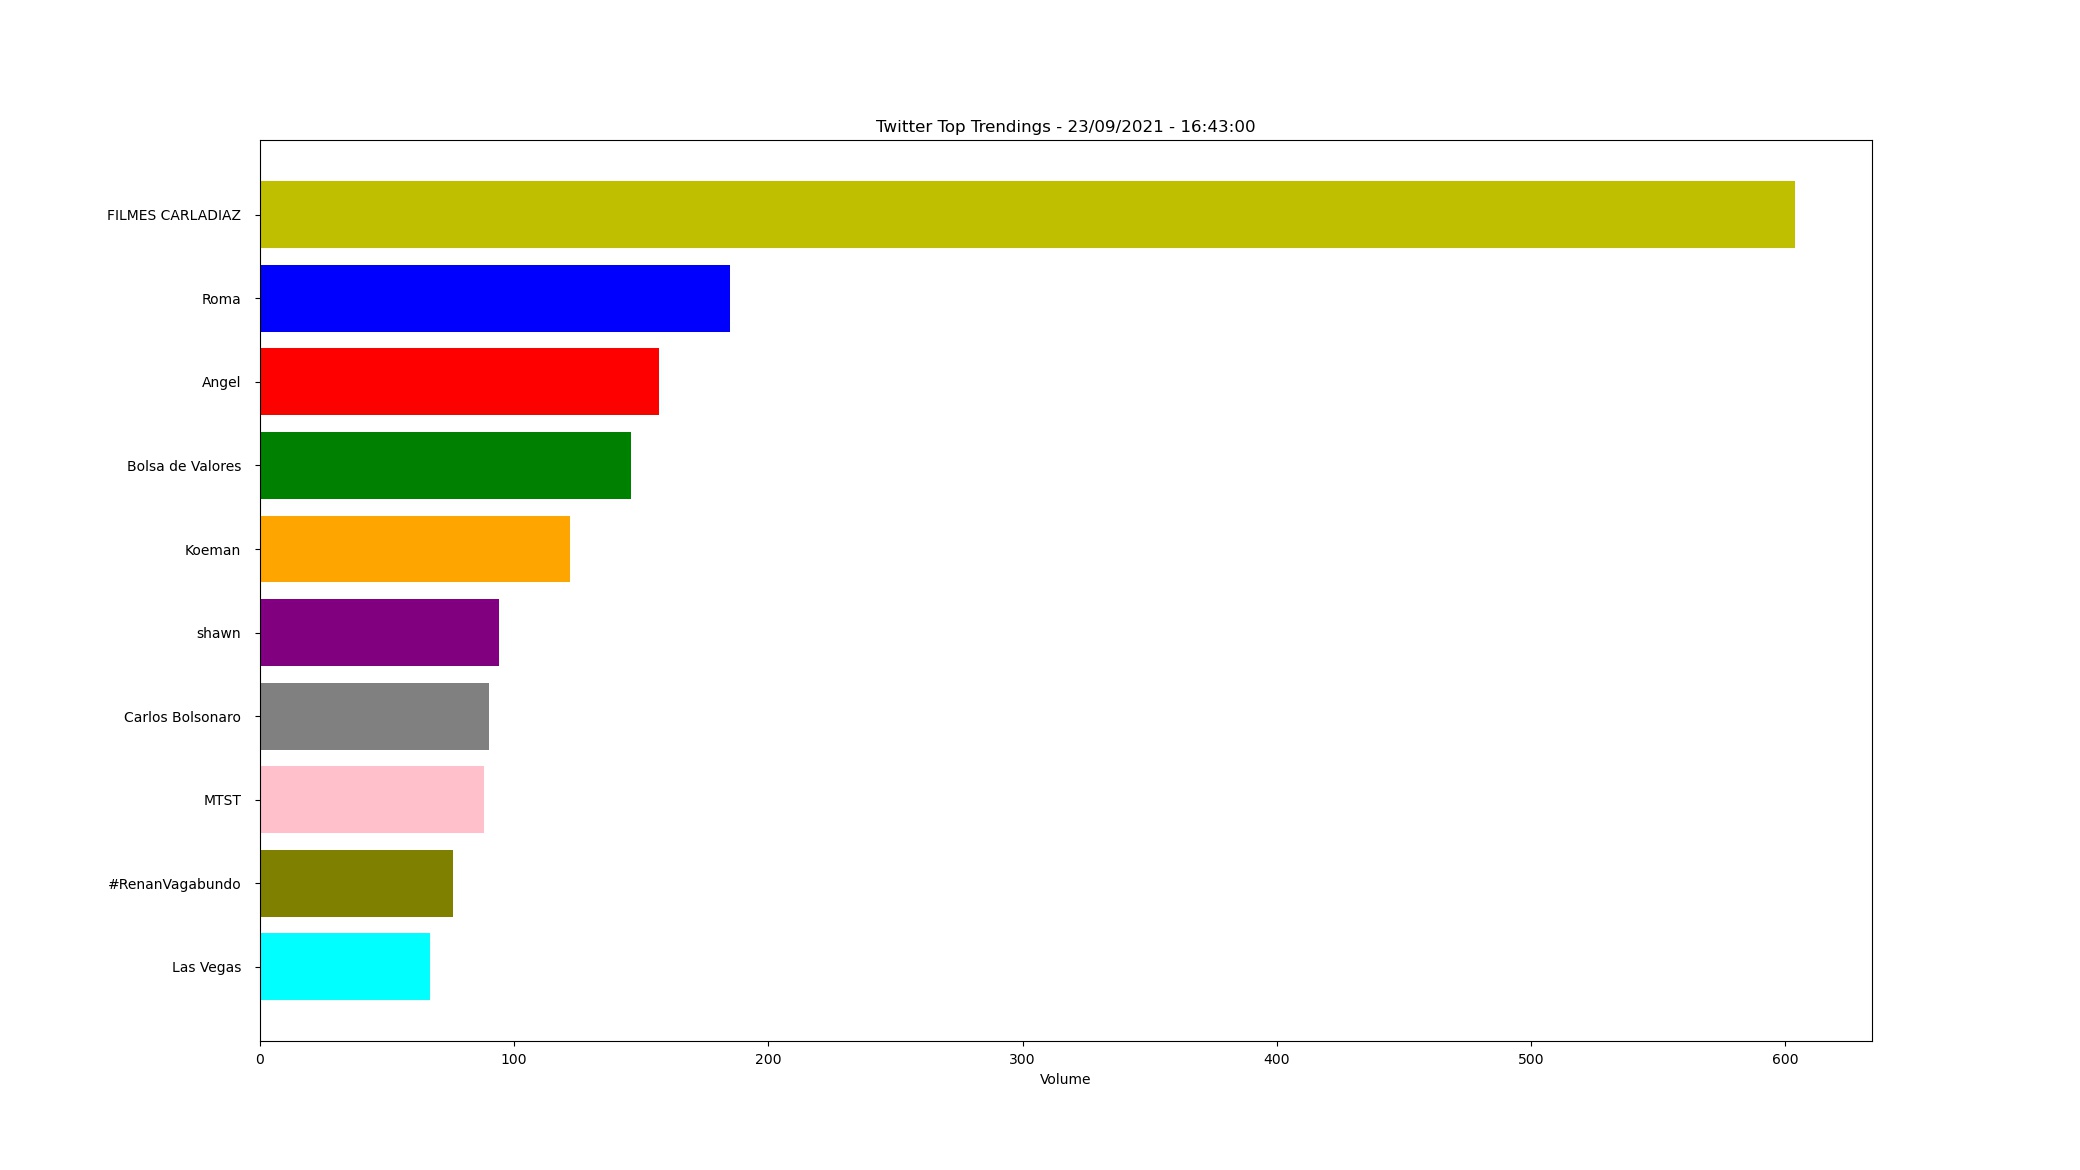 Twitter Top Trendings - 23/09/2021 - 16:43:00
FILMES CARLADIAZ
Roma
Angel
Bolsa de Valores
Koeman
shawn
Carlos Bolsonaro
MTST
#RenanVagabundo
Las Vegas
0 100 200 300 400 500 600
Volume